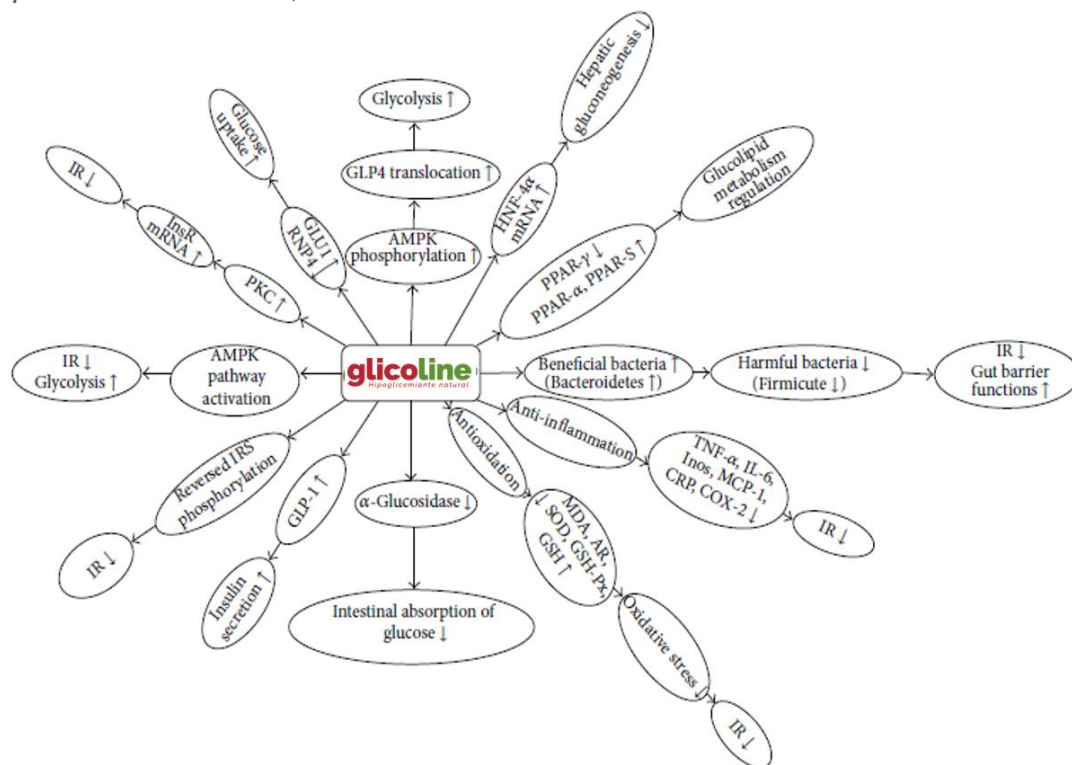 Glycolysis ↑
GLP4 translocation ↑
AMPK
phosphorylation ↑
Hepatic
gluconeogenesis ↓
HNF-4α
mRNA ↑
Glucolipid
metabolism
regulation
PPAR-γ ↓
PPAR-α, PPAR-S ↑
Glucose
uptake ↑
GLU1 ↑
RNP4 ↓
IR ↓
InsR
mRNA ↑
PKC ↑
IR ↓
Glycolysis ↑
AMPK
pathway
activation
glicoline
Hipoglicemiante natural
Beneficial bacteria ↑
(Bacteroidetes ↑)
Harmful bacteria ↓
(Firmicute ↓)
IR ↓
Gut barrier
functions ↑
Reversed IRS
phosphorylation
IR ↓
GLP-1 ↑
Insulin
secretion ↑
α-Glucosidase ↓
Intestinal absorption of
glucose ↓
Antioxidation
MDA, AR,
↓ SOD, GSH-Px,
GSH ↑
Oxidative stress ↓
IR ↓
Anti-inflammation
TNF-α, IL-6,
Inos, MCP-1,
CRP, COX-2 ↓
IR ↓